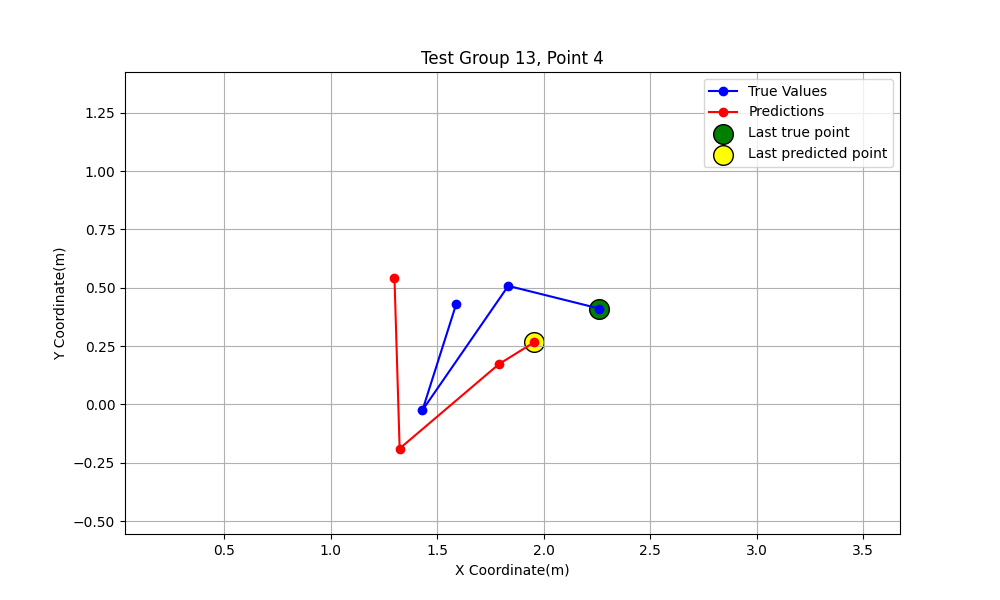 Test Group 13, Point 4
True Values
Predictions
Last true point
Last predicted point
Y Coordinate(m)
1.25
1.00
0.75
0.50
0.25
0.00
−0.25
−0.50
0.5 1.0 1.5 2.0 2.5 3.0 3.5
X Coordinate(m)